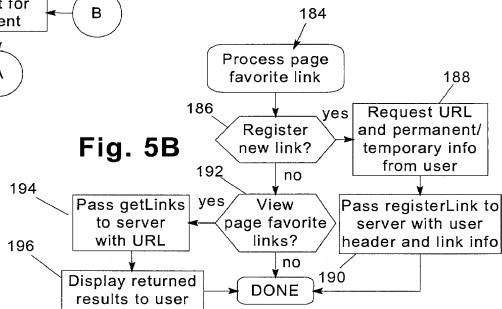 t for
ent
B
A
184
Process page
favorite link
186
Register
new link?
yes
188
Request URL
and permanent/
temporary info
from user
Fig. 5B
no
192
View
page favorite
links?
yes
194
Pass getLinks
to server
with URL
Pass registerLink to
server with user
header and link info
190
196
Display returned
results to user
no
DONE